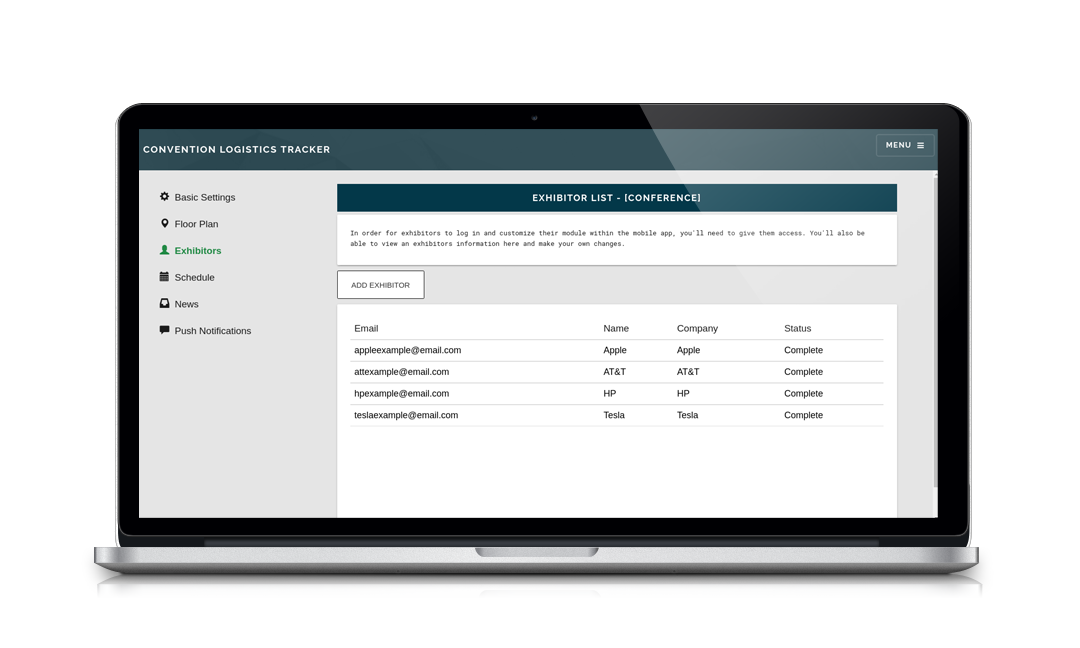 CONVENTION LOGISTICS TRACKER
MENU
Basic Settings
Floor Plan
Exhibitors
Schedule
News
Push Notifications
EXHIBITOR LIST - [CONFERENCE]
In order for exhibitors to log in and customize their module within the mobile app, you'll need to give them access. You'll also be
able to view an exhibitors information here and make your own changes.
ADD EXHIBITOR
Email Name Company Status
appleexample@email.com Apple Apple Complete
attexample@email.com AT&T AT&T Complete
hpexample@email.com HP HP Complete
teslaexample@email.com Tesla Tesla Complete